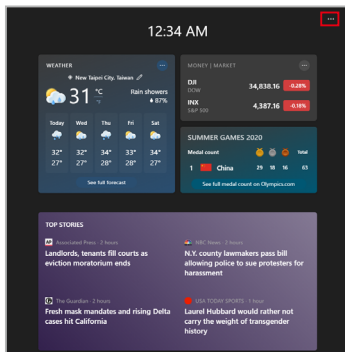 12:34 AM
WEATHER
New Taipei City, Taiwan
31 °C
°F
Rain showers
87%
Today Wed Thu Fri Sat
32° 32° 34° 33° 34°
27° 27° 28° 28° 27°
See full forecast
MONEY | MARKET
DJI
DOW
34,838.16 -0.28%
INX
S&P 500
4,387.16 -0.18%
SUMMER GAMES 2020
Medal count Total
1 China 29 18 16 63
See full medal count on Olympics.com
TOP STORIES
AP Associated Press · 2 hours
Landlords, tenants fill courts as
eviction moratorium ends
NBC News · 2 hours
N.Y. county lawmakers pass bill
allowing police to sue protesters for
harassment
The Guardian · 2 hours
Fresh mask mandates and rising Delta
cases hit California
USA TODAY SPORTS · 1 hour
Laurel Hubbard would rather not
carry the weight of transgender
history